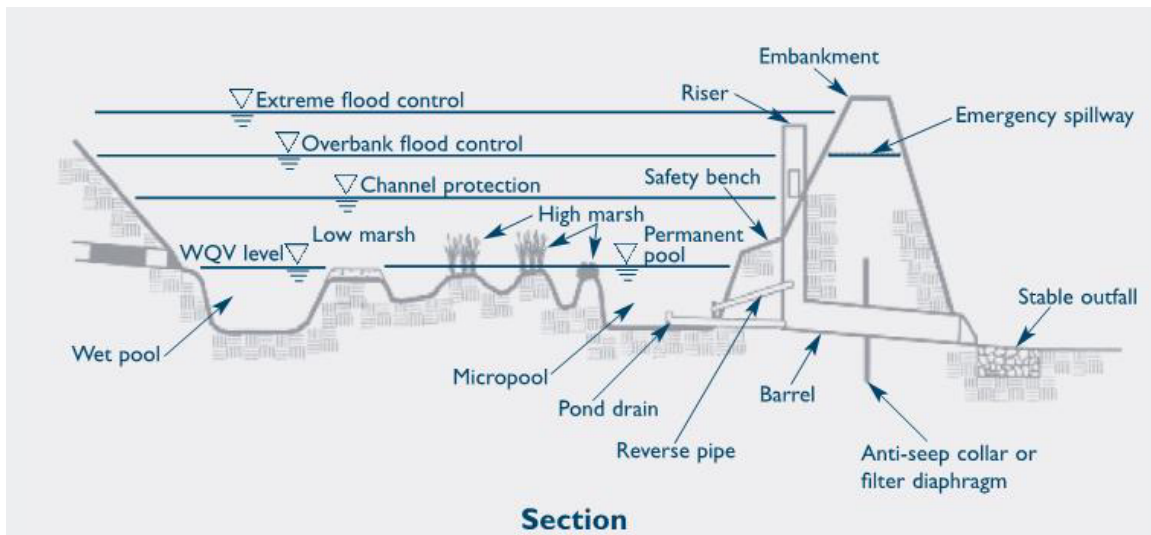 Embankment
Riser
Extreme flood control
Emergency spillway
Overbank flood control
Safety bench
Channel protection
High marsh
Low marsh
Permanent
pool
WQV level
Stable outfall
Wet pool
Micropool
Pond drain
Barrel
Reverse pipe
Anti-seep collar or
filter diaphragm
Section